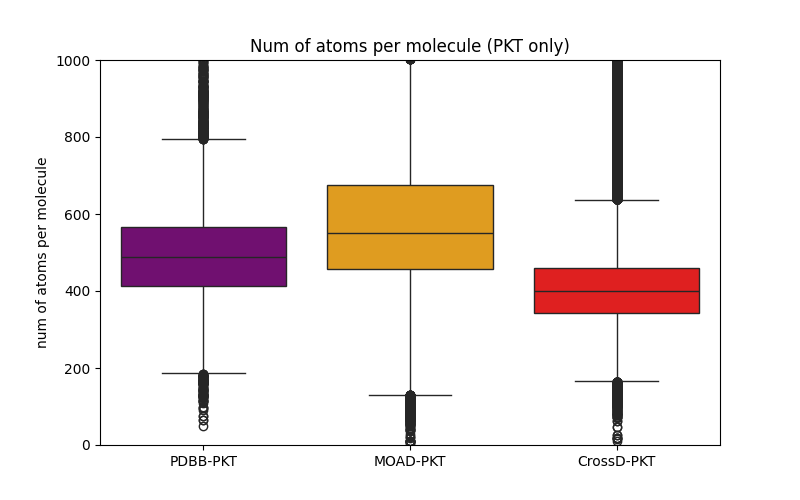 Num of atoms per molecule (PKT only)
num of atoms per molecule
1000
800
600
400
200
0
PDBB-PKT
MOAD-PKT
CrossD-PKT